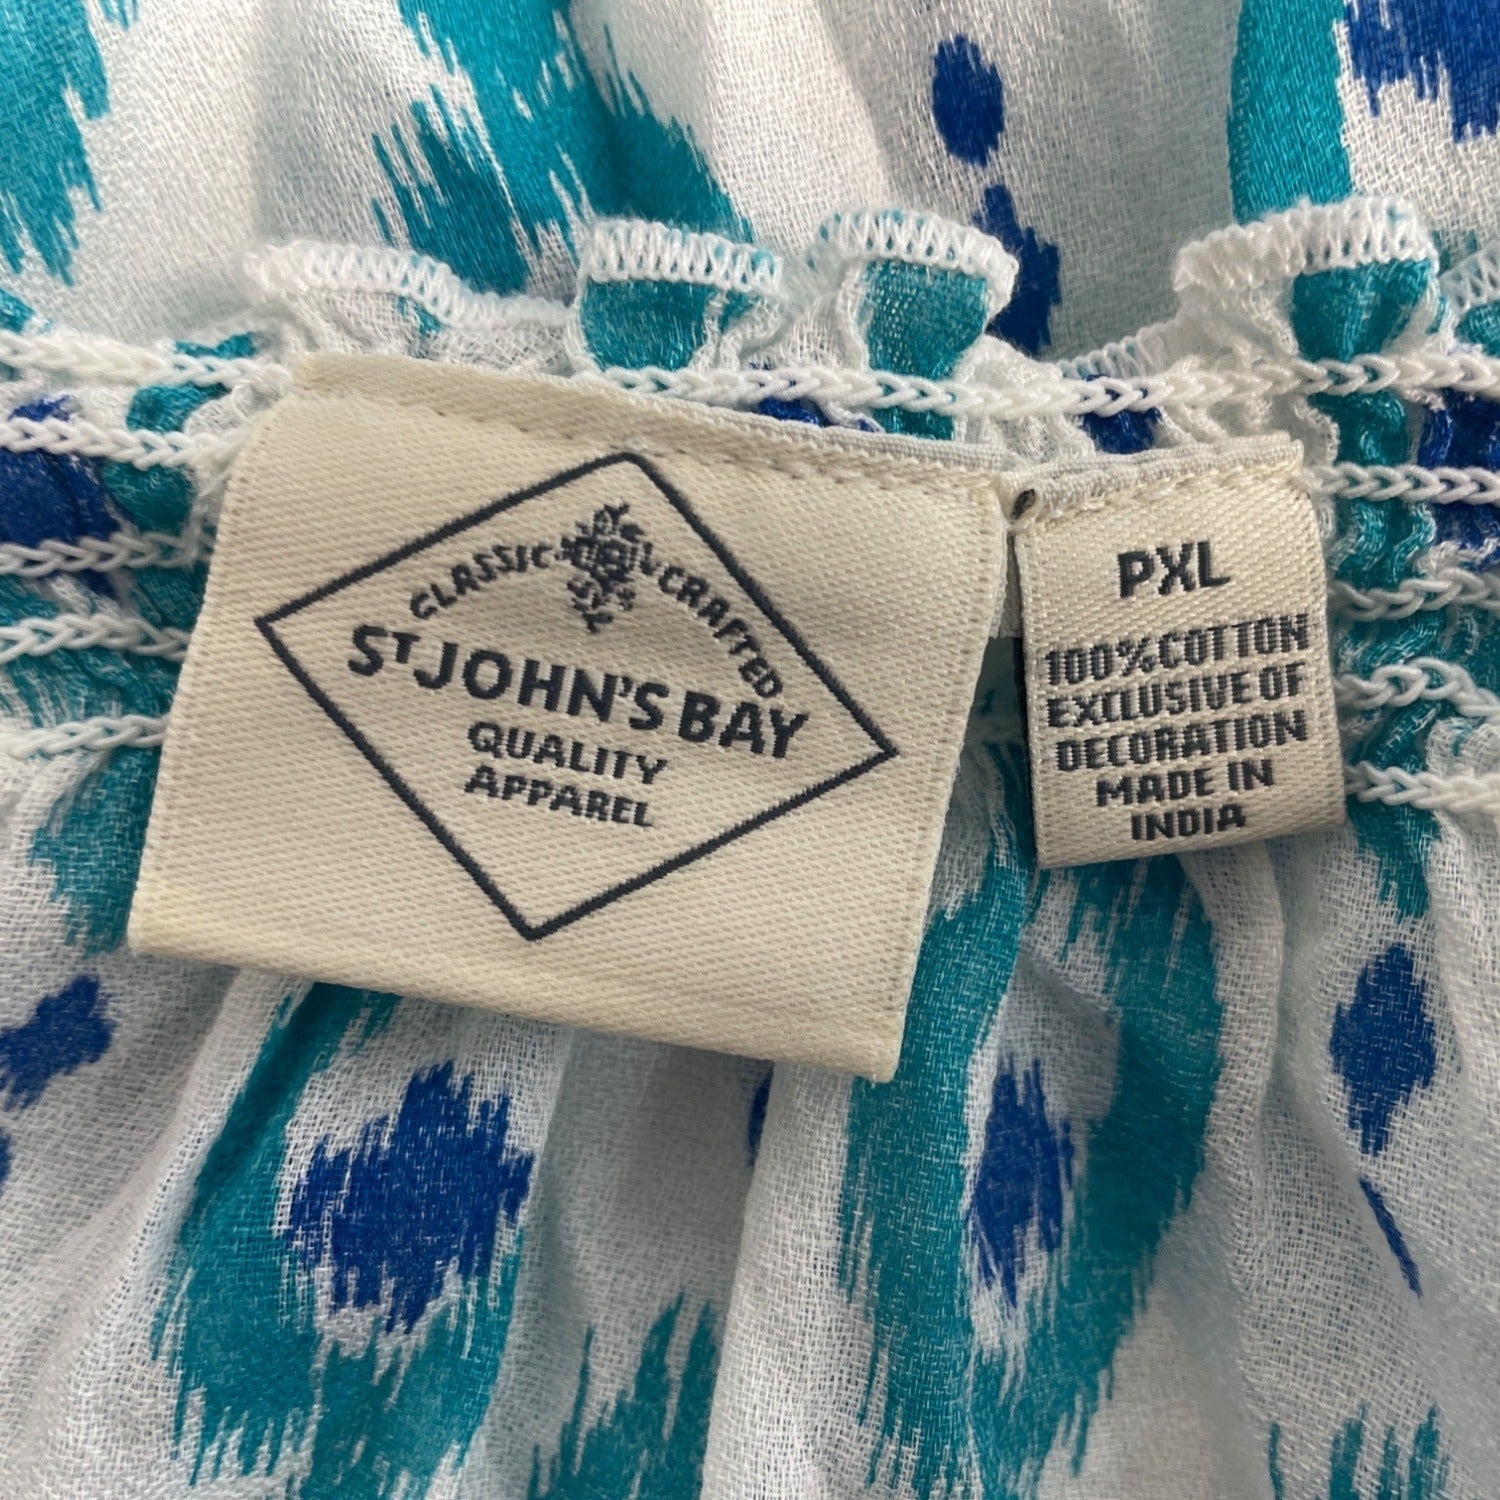 CLASSIC CRAFTED
ST JOHN'S BAY
QUALITY
APPAREL
PXL
100% COTTON
EXCLUSIVE OF
DECORATION
MADE IN
INDIA